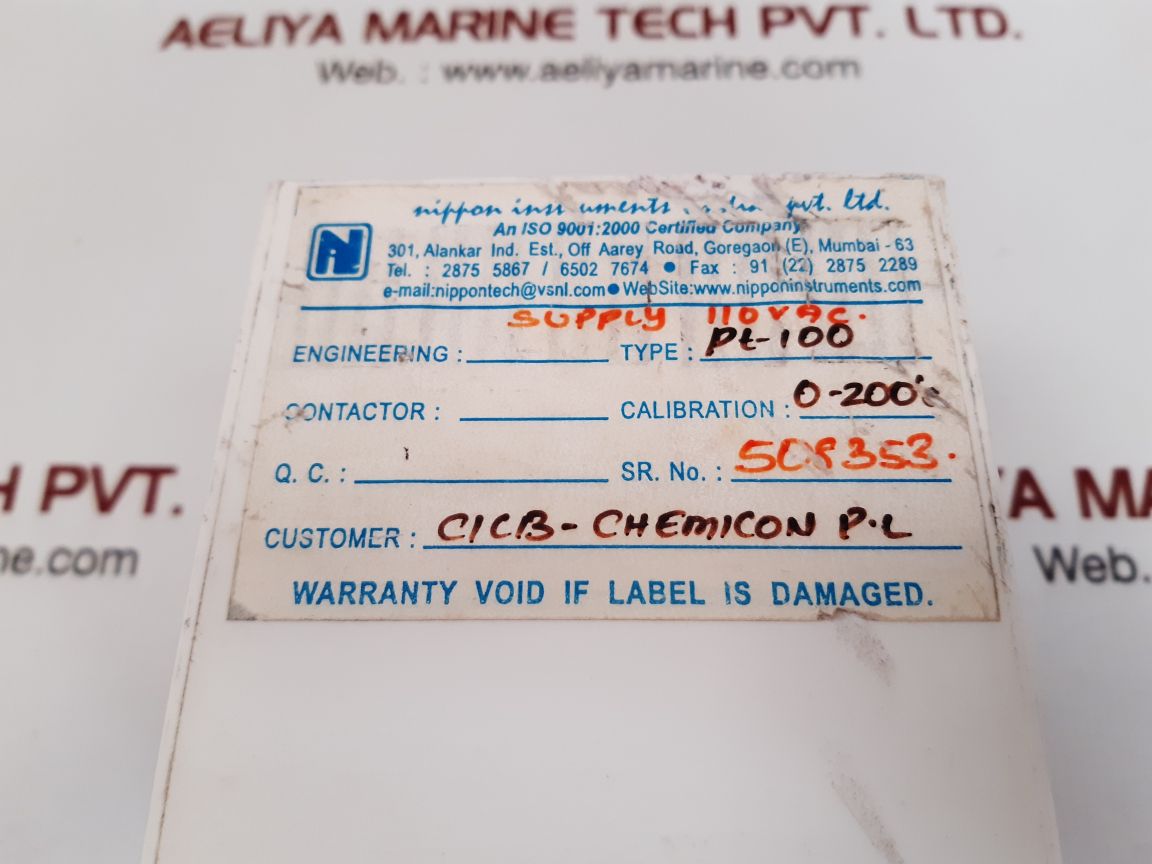 AELIYA MARINE TECH PVT. LTD.
Web. : www.aeliyamarine.com
nippon pvt. ltd.
An ISO 9001:2000 Certified Company
301, Alankar Ind. Est., Off Aarey Road, Goregaon (E), Mumbai - 63
Tel. : 2875 5867 / 6502 7674 ● Fax : 91 (22) 2875 2289
e-mail:nippontech@vsnl.com ● WebSite:www.nipponinstruments.com
SUPPLY 110VAC.
ENGINEERING : TYPE : Pt-100
CONTACTOR : CALIBRATION : 0-200°c
Q. C. : SR. No. :
CUSTOMER : CICB - CHEMICON P.L
WARRANTY VOID IF LABEL IS DAMAGED.
H PVT.
ne.com
YA MA
Web.